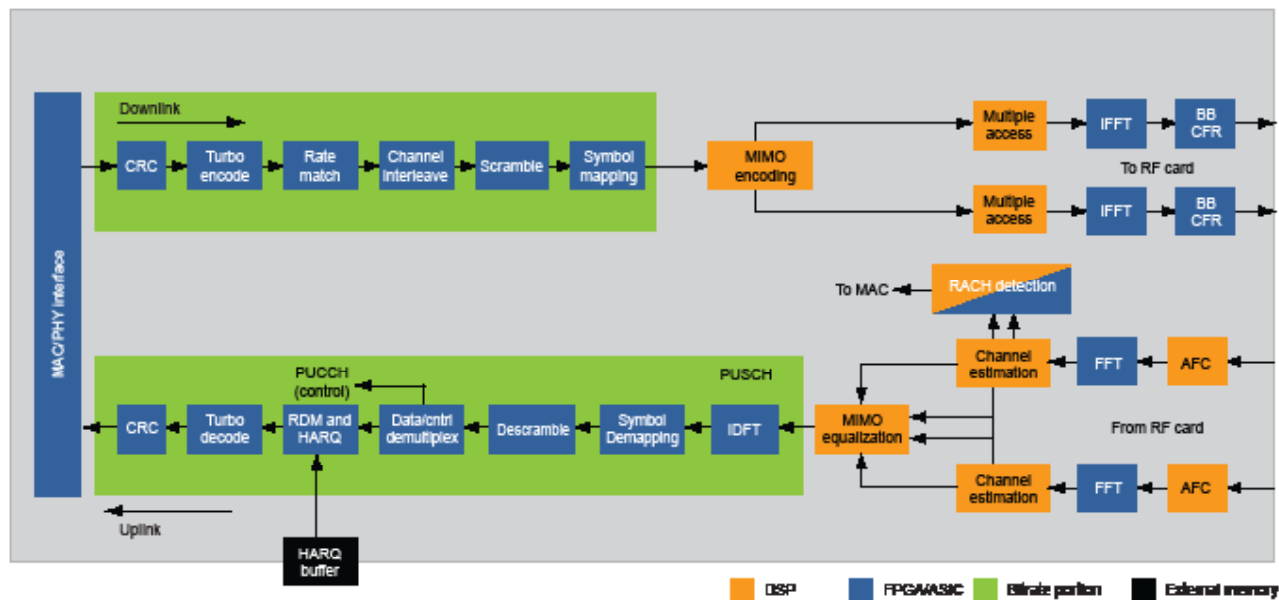 Downlink
CRC
Turbo
encode
Rate
match
Channel
interleave
Scramble
Symbol
mapping
MIMO
encoding
Multiple
access
IFFT
BB
CFR
To RF card
Multiple
access
IFFT
BB
CFR
MAC/PHY interface
To MAC
RACH detection
PUCCH
(control)
PUSCH
CRC
Turbo
decode
RDM and
HARQ
Data/cntrl
demultiplex
Descramble
Symbol
Demapping
IDFT
MIMO
equalization
Channel
estimation
FFT
AFC
From RF card
Channel
estimation
FFT
AFC
Uplink
HARQ
buffer
DSP
FPGA/ASIC
Bitrate portion
External memory